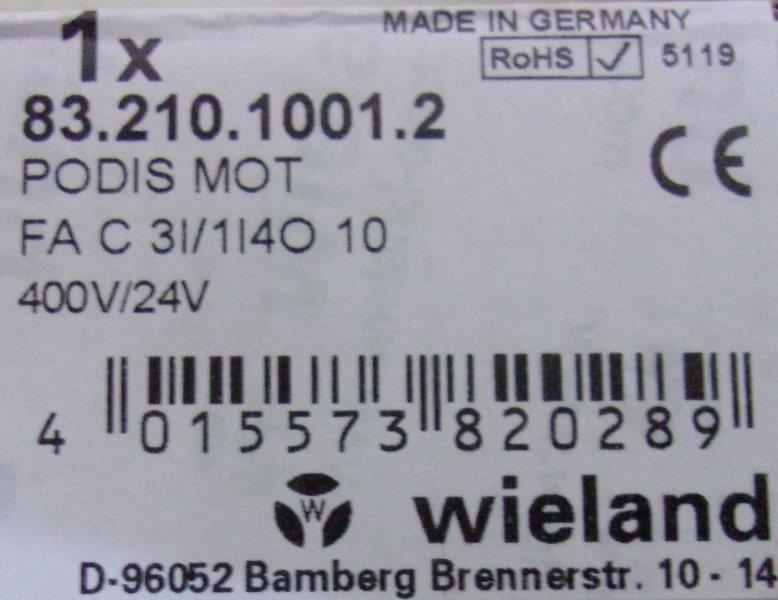 MADE IN GERMANY
1x
RoHS ✓ 5119
83.210.1001.2
CE
PODIS MOT
FA C 3I/1I4O 10
400V/24V
4 015573 820289
W wieland
D-96052 Bamberg Brennerstr. 10 - 14